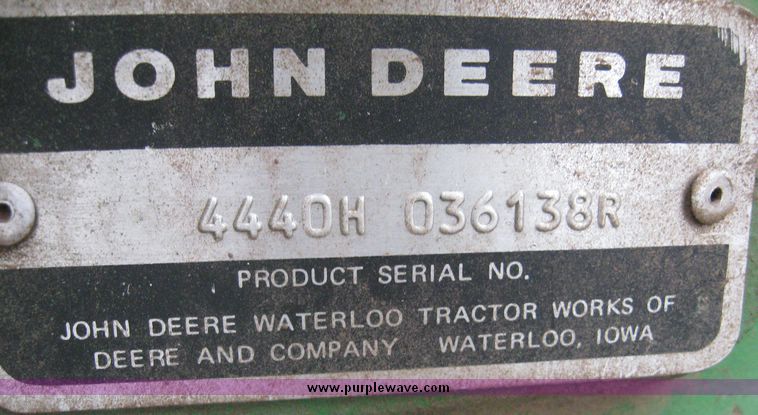 JOHN DEERE
4440H 036138R
PRODUCT SERIAL NO.
JOHN DEERE WATERLOO TRACTOR WORKS OF
DEERE AND COMPANY WATERLOO, IOWA
www.purplewave.com